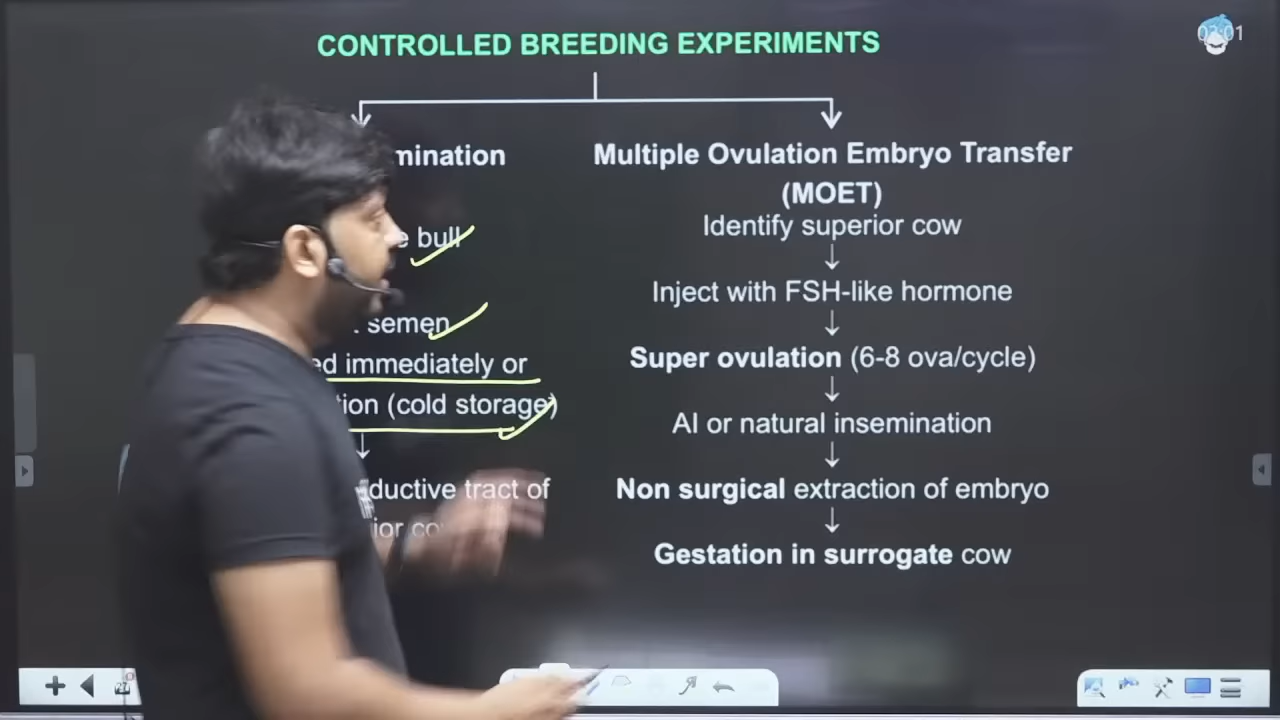 CONTROLLED BREEDING EXPERIMENTS
mination
e bull
semen
ed immediately or
tion (cold storage)
ductive tract of
ior co
Multiple Ovulation Embryo Transfer
(MOET)
Identify superior cow
↓
Inject with FSH-like hormone
↓
Super ovulation (6-8 ova/cycle)
↓
AI or natural insemination
↓
Non surgical extraction of embryo
↓
Gestation in surrogate cow